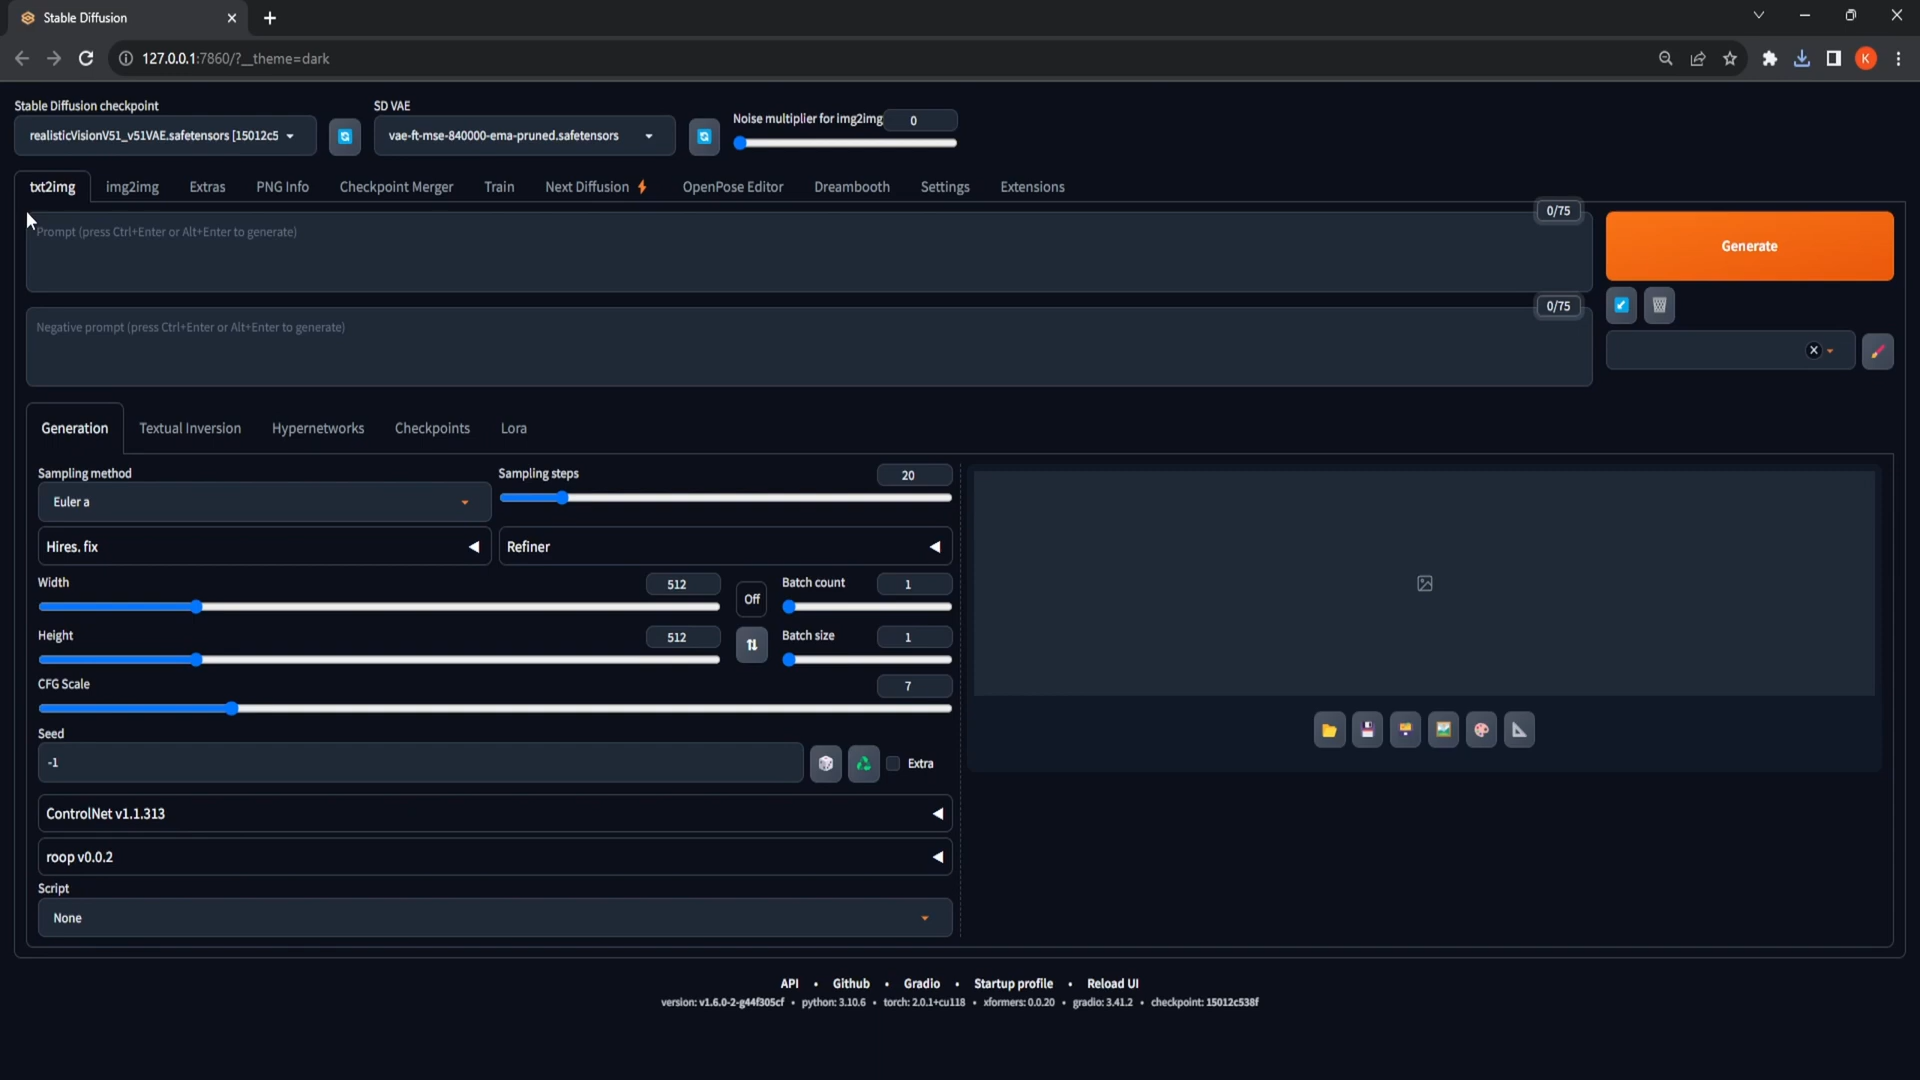 Stable Diffusion
127.0.0.1:7860/?__theme=dark
K
Stable Diffusion checkpoint
SD VAE
Noise multiplier for img2img
0
realisticVisionV51_v51VAE.safetensors [15012c5
vae-ft-mse-840000-ema-pruned.safetensors
txt2img
img2img
Extras
PNG Info
Checkpoint Merger
Train
Next Diffusion
OpenPose Editor
Dreambooth
Settings
Extensions
0/75
Prompt (press Ctrl+Enter or Alt+Enter to generate)
Generate
0/75
Negative prompt (press Ctrl+Enter or Alt+Enter to generate)
Generation
Textual Inversion
Hypernetworks
Checkpoints
Lora
Sampling method
Sampling steps
20
Euler a
Hires. fix
Refiner
Width
512
Off
Batch count
1
Height
512
Batch size
1
CFG Scale
7
Seed
-1
Extra
ControlNet v1.1.313
roop v0.0.2
Script
None
API • Github • Gradio • Startup profile • Reload UI
version: v1.6.0-2-g44f305cf • python: 3.10.6 • torch: 2.0.1+cu118 • xformers: 0.0.20 • gradio: 3.41.2 • checkpoint: 15012c538f